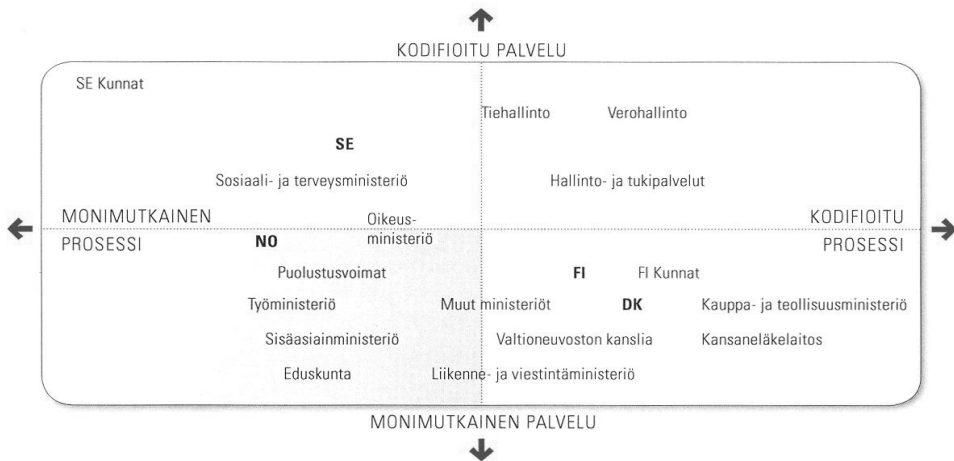 KODIFIOITU PALVELU
SE Kunnat
Tiehallinto
Verohallinto
SE
Sosiaali- ja terveysministeriö
Hallinto- ja tukipalvelut
MONIMUTKAINEN
PROSESSI
Oikeus-
ministeriö
KODIFIOITU
PROSESSI
NO
Puolustusvoimat
FI
FI Kunnat
Työministeriö
Muut ministeriöt
DK
Kauppa- ja teollisuusministeriö
Sisäasiainministeriö
Valtioneuvoston kanslia
Kansaneläkelaitos
Eduskunta
Liikenne- ja viestintäministeriö
MONIMUTKAINEN PALVELU